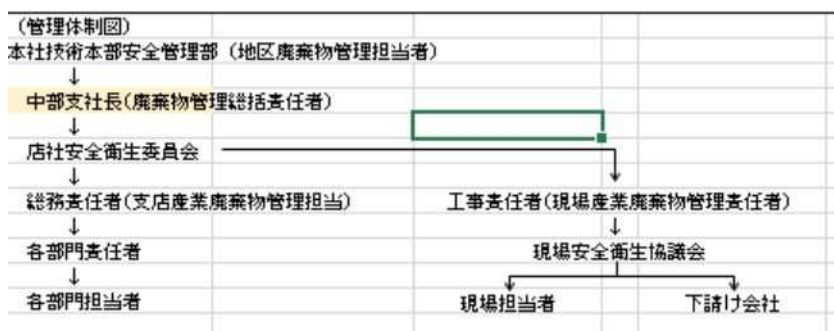 （管理体制図）
本社技術本部安全管理部（地区廃棄物管理担当者）
↓
中部支社長(廃棄物管理総括責任者)
↓
店社安全衛生委員会
↓
総務責任者(支店産業廃棄物管理担当)　工事責任者(現場産業廃棄物管理責任者)
↓　↓
各部門責任者　現場安全衛生協議会
↓
各部門担当者　現場担当者　下請け会社